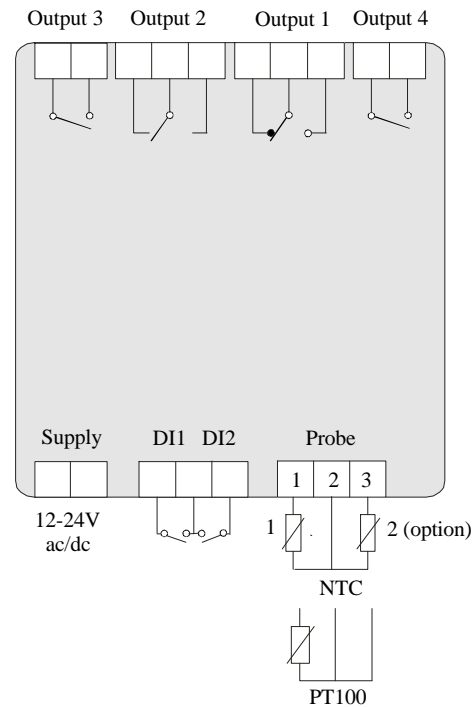 Output 3 Output 2 Output 1 Output 4
Supply DI1 DI2 Probe
1 2 3
12-24V
ac/dc
1 2 (option)
NTC
PT100